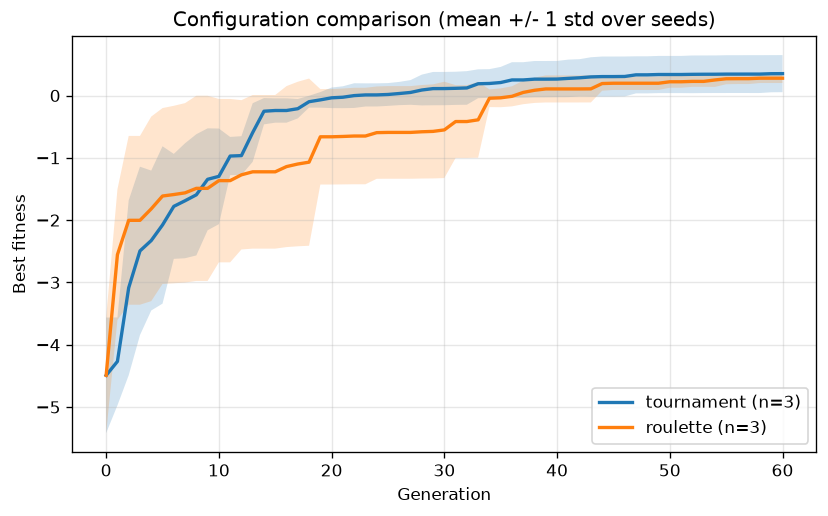 Configuration comparison (mean +/- 1 std over seeds)
Best fitness
0
−1
−2
−3
−4
−5
0 10 20 30 40 50 60
Generation
tournament (n=3)
roulette (n=3)